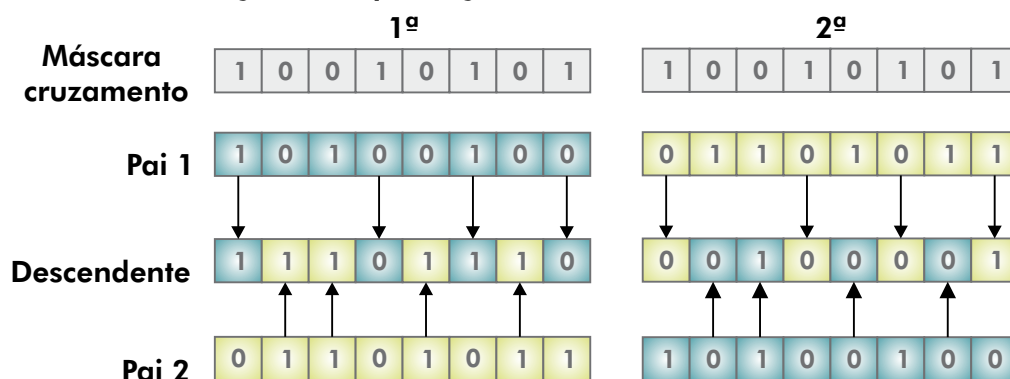 1ª 2ª
Máscara
cruzamento
1 0 0 1 0 1 0 1 1 0 0 1 0 1 0 1
Pai 1 1 0 1 0 0 1 0 0 0 1 1 0 1 0 1 1
Descendente 1 1 1 0 1 1 1 0 0 0 1 0 0 0 0 1
Pai 2 0 1 1 0 1 0 1 1 1 0 1 0 0 1 0 0